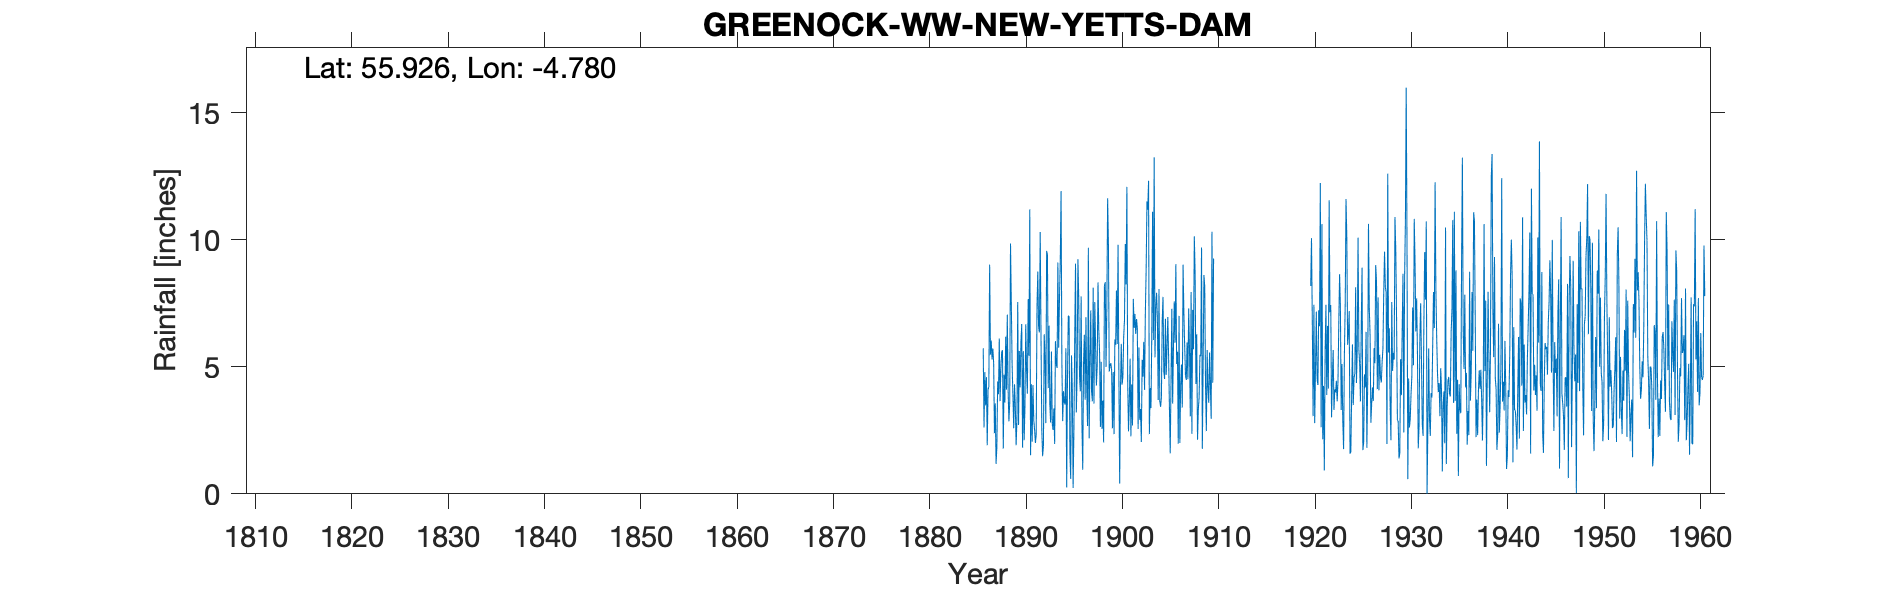 GREENOCK-WW-NEW-YETTS-DAM
Lat: 55.926, Lon: -4.780
15
10
5
0
Rainfall [inches]
1810 1820 1830 1840 1850 1860 1870 1880 1890 1900 1910 1920 1930 1940 1950 1960
Year